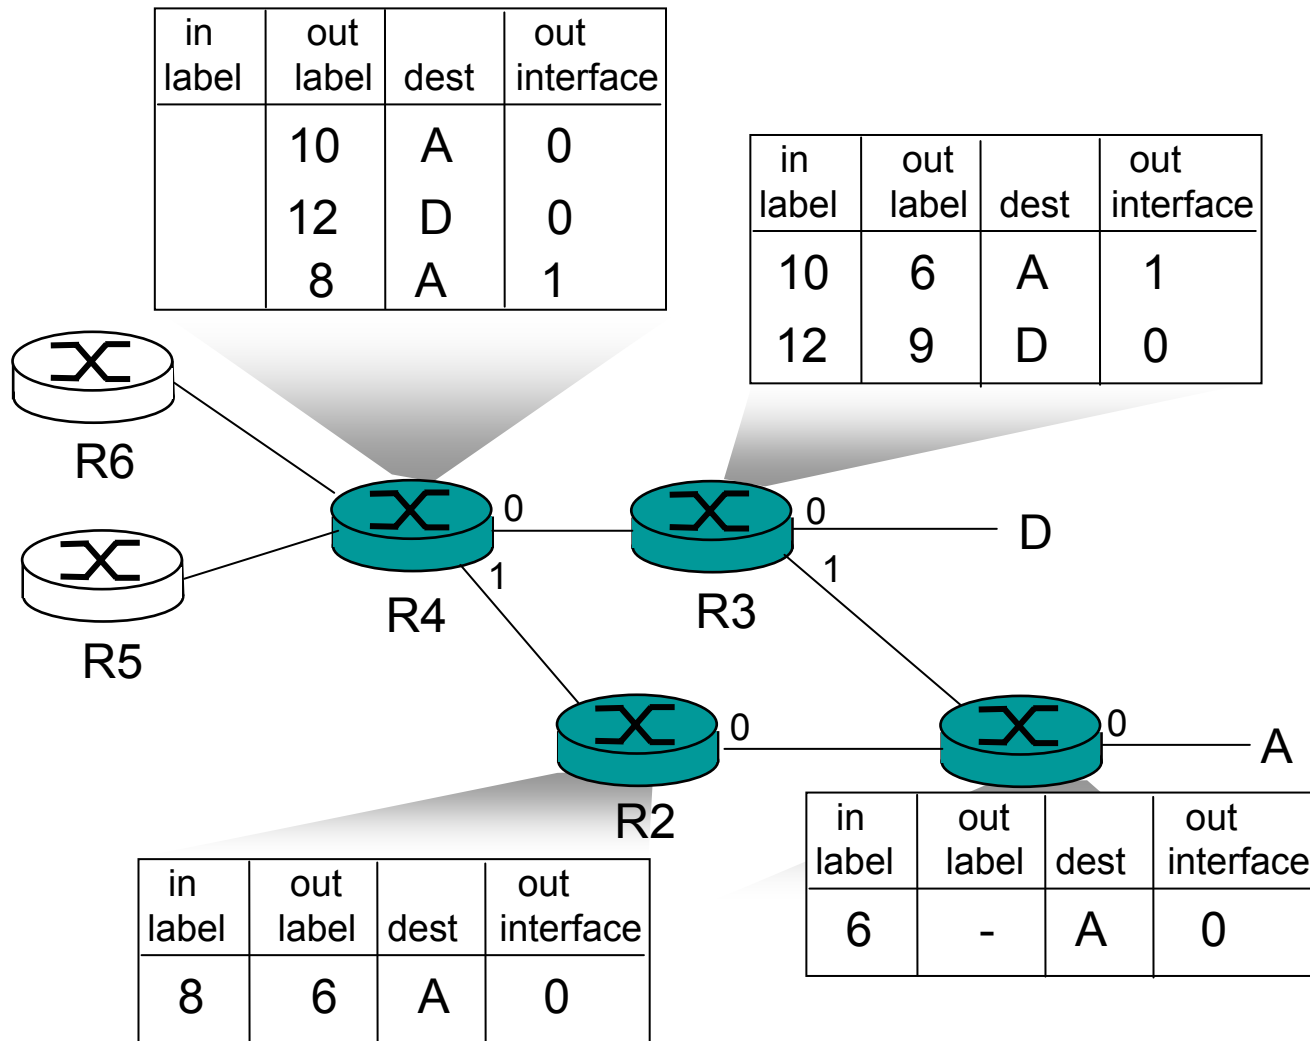 in out out
label label dest interface
10 A 0
12 D 0
8 A 1
in out out
label label dest interface
10 6 A 1
12 9 D 0
R6
R5
R4
0
1
R3
0
1
D
R2
0
0
A
in out out
label label dest interface
8 6 A 0
in out out
label label dest interface
6 - A 0